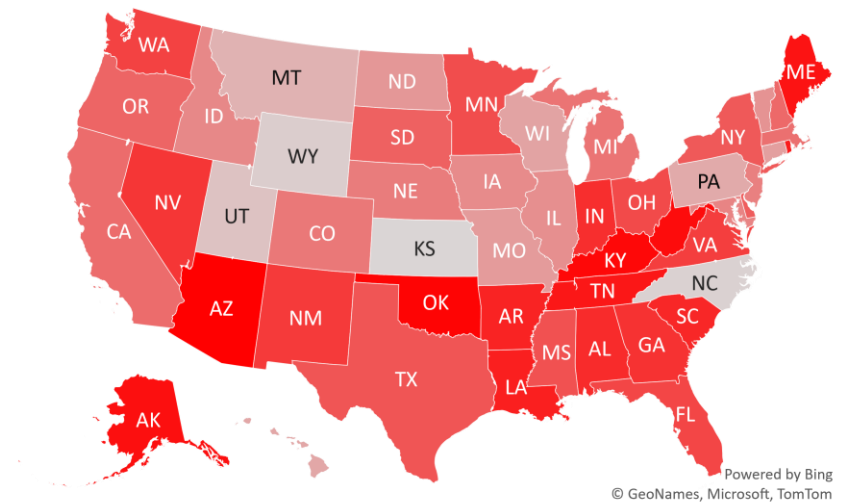 WA
ME
MT
ND
MN
OR
ID
SD
WI
NY
MI
WY
PA
NE
IA
NV
UT
IL
IN
OH
CO
CA
KS
MO
VA
KY
NC
TN
AZ
NM
OK
AR
SC
MS
AL
GA
TX
LA
FL
AK
Powered by Bing
© GeoNames, Microsoft, TomTom